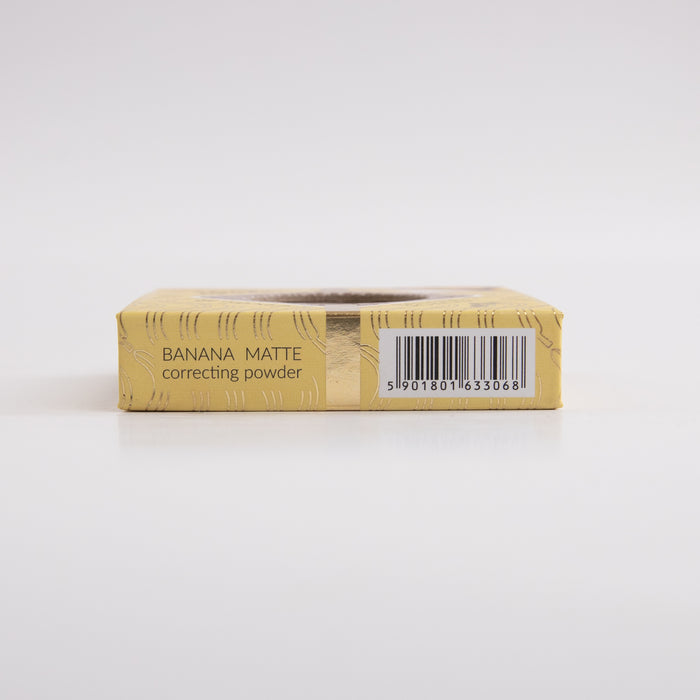 BANANA MATTE
correcting powder
5 901801 633068